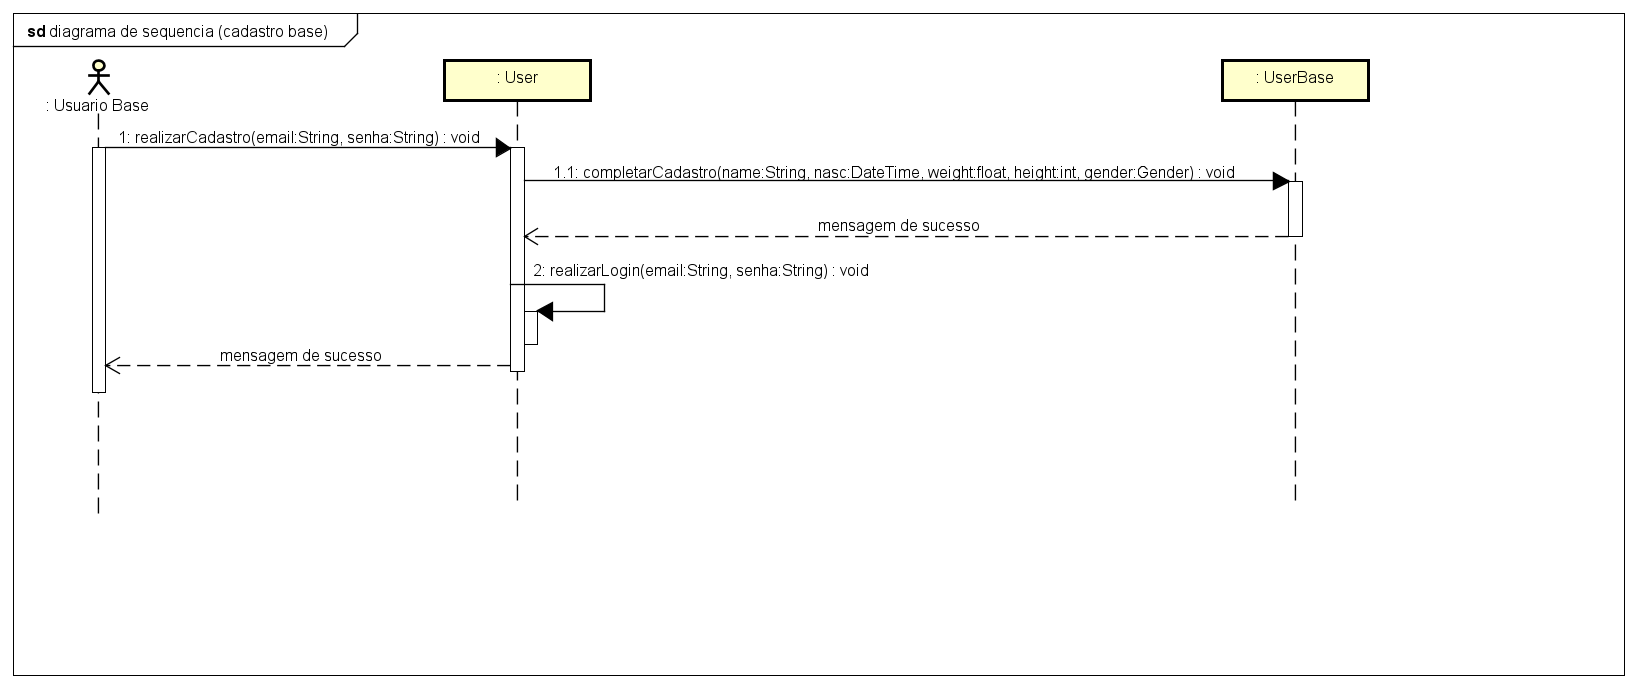 sd diagrama de sequencia (cadastro base)
: Usuario Base
: User
: UserBase
1: realizarCadastro(email:String, senha:String) : void
1.1: completarCadastro(name:String, nasc:DateTime, weight:float, height:int, gender:Gender) : void
mensagem de sucesso
2: realizarLogin(email:String, senha:String) : void
mensagem de sucesso